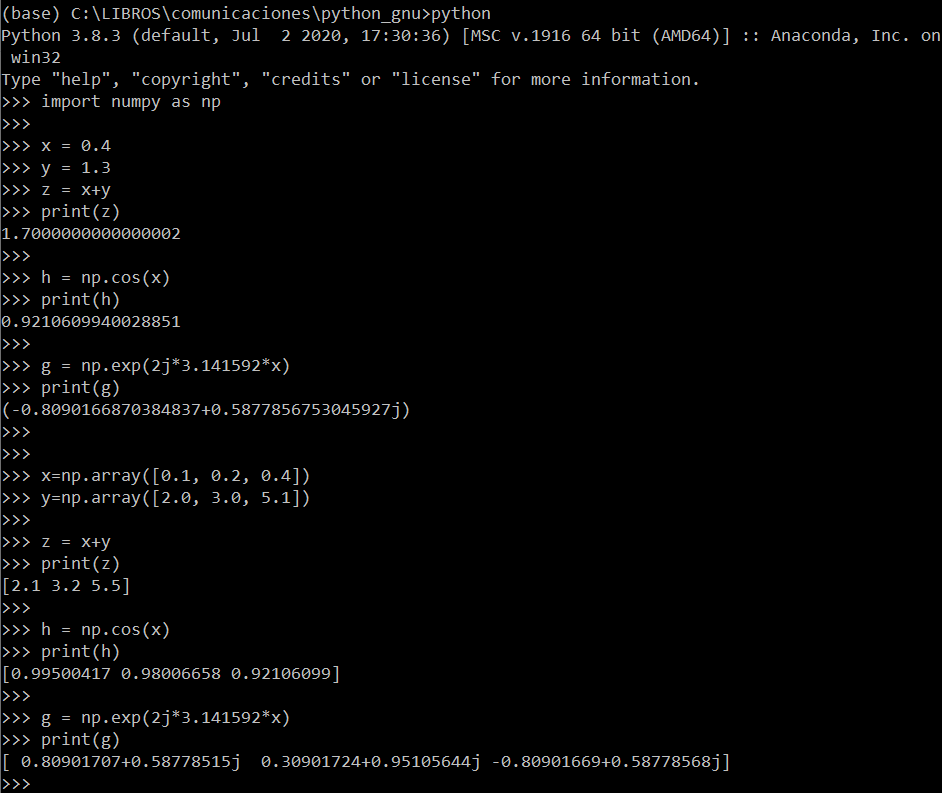 (base) C:\LIBROS\comunicaciones\python_gnu>python
Python 3.8.3 (default, Jul  2 2020, 17:30:36) [MSC v.1916 64 bit (AMD64)] :: Anaconda, Inc. on
 win32
Type "help", "copyright", "credits" or "license" for more information.
>>> import numpy as np
>>>
>>> x = 0.4
>>> y = 1.3
>>> z = x+y
>>> print(z)
1.7000000000000002
>>>
>>> h = np.cos(x)
>>> print(h)
0.9210609940028851
>>>
>>> g = np.exp(2j*3.141592*x)
>>> print(g)
(-0.8090166870384837+0.5877856753045927j)
>>>
>>>
>>> x=np.array([0.1, 0.2, 0.4])
>>> y=np.array([2.0, 3.0, 5.1])
>>>
>>> z = x+y
>>> print(z)
[2.1 3.2 5.5]
>>>
>>> h = np.cos(x)
>>> print(h)
[0.99500417 0.98006658 0.92106099]
>>>
>>> g = np.exp(2j*3.141592*x)
>>> print(g)
[ 0.80901707+0.58778515j  0.30901724+0.95105644j -0.80901669+0.58778568j]
>>>